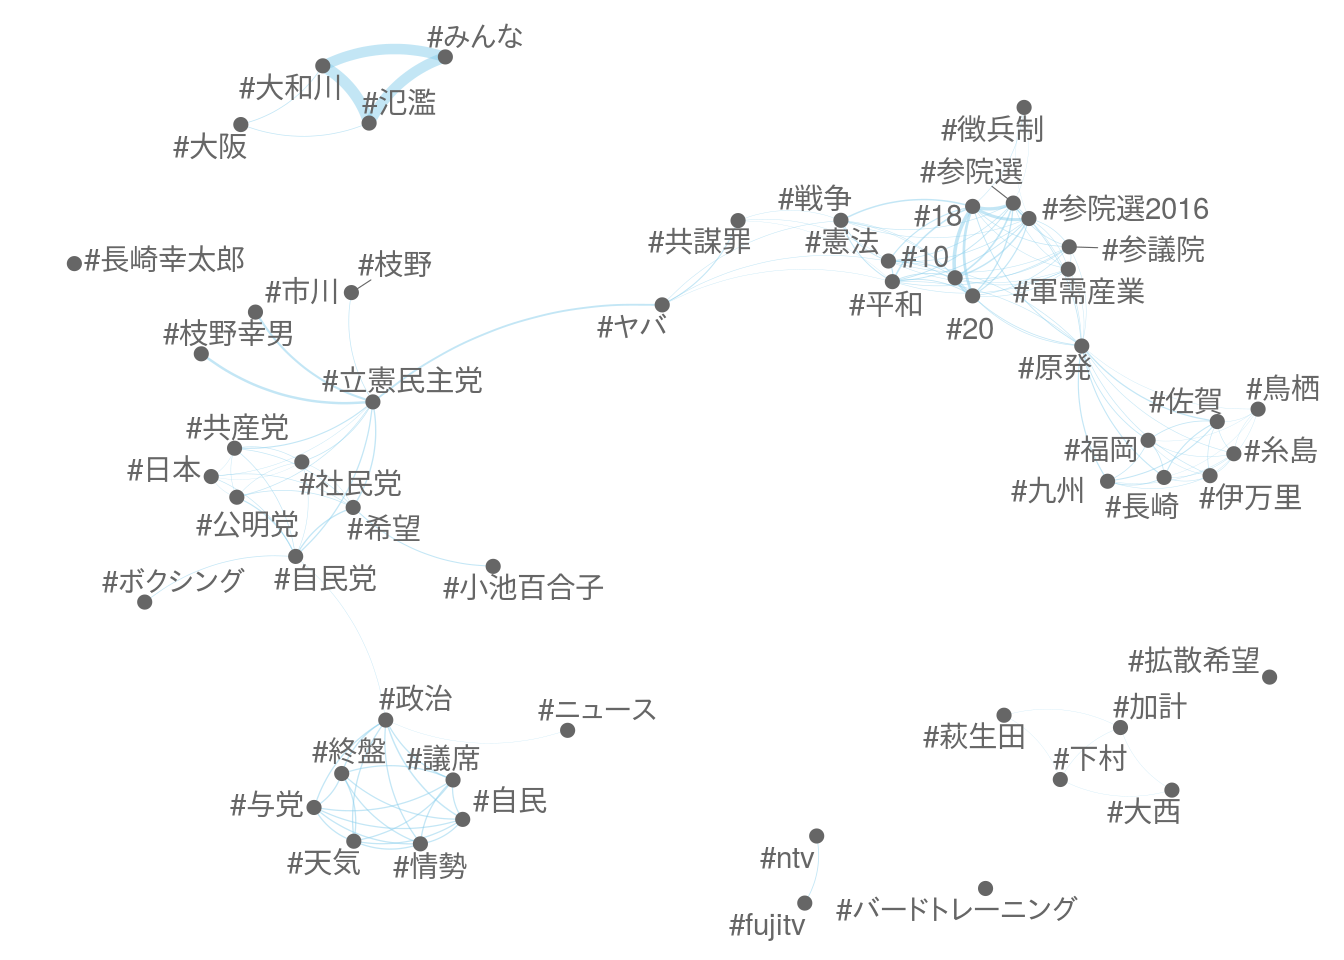 #みんな
#大和川
#氾濫
#大阪
#徴兵制
#参院選
#戦争
#18
#参院選2016
#共謀罪
#憲法
#10
#参議院
#長崎幸太郎
#枝野
#市川
#平和
#軍需産業
#枝野幸男
#ヤバ
#20
#原発
#立憲民主党
#佐賀
#鳥栖
#共産党
#福岡
#糸島
#日本
#社民党
#九州
#長崎
#伊万里
#公明党
#希望
#ボクシング
#自民党
#小池百合子
#拡散希望
#政治
#ニュース
#加計
#萩生田
#終盤
#議席
#下村
#与党
#自民
#大西
#天気
#情勢
#ntv
#バードトレーニング
#fujitv